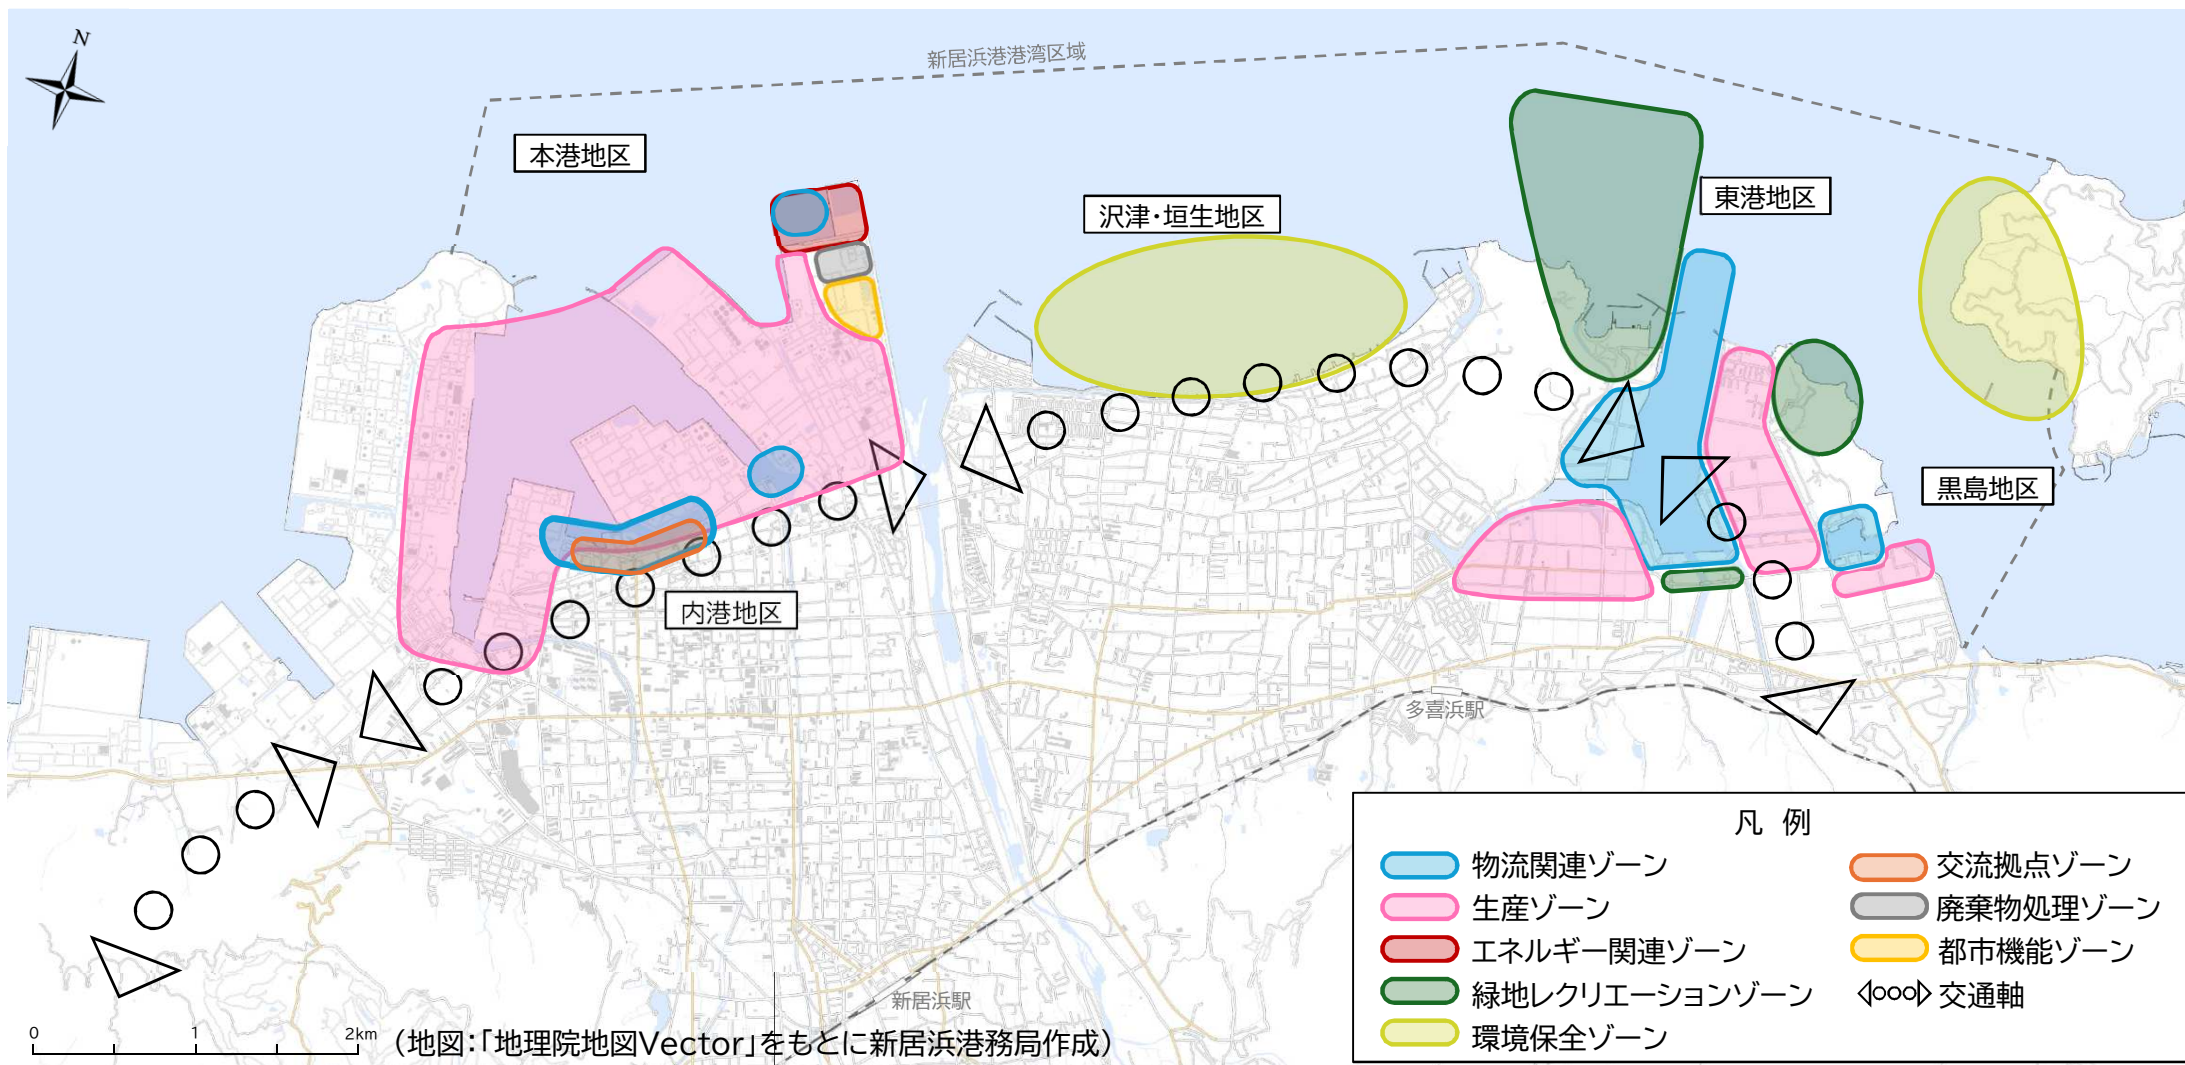 N
新居浜港港湾区域
本港地区
沢津・垣生地区
東港地区
黒島地区
内港地区
多喜浜駅
新居浜駅
凡 例
物流関連ゾーン
生産ゾーン
エネルギー関連ゾーン
緑地レクリエーションゾーン
環境保全ゾーン
交流拠点ゾーン
廃棄物処理ゾーン
都市機能ゾーン
交通軸
0 1 2km
（地図：「地理院地図Vector」をもとに新居浜港務局作成）